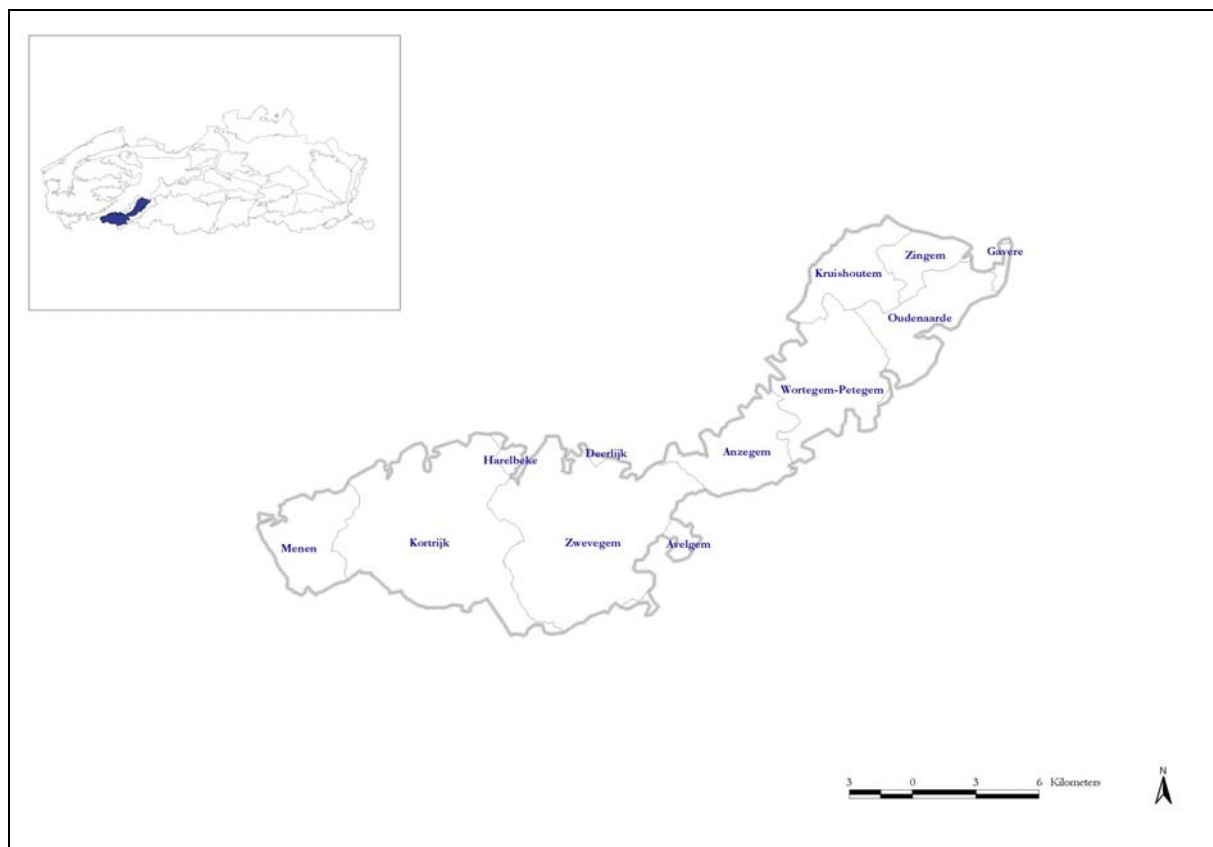 Zingem
Gavere
Kruishoutem
Oudenaarde
Wortegem-Petegem
Anzegem
Deerlijk
Harelbeke
Menen
Kortrijk
Zwevegem
Avelgem
3 0 3 6 Kilometers
N